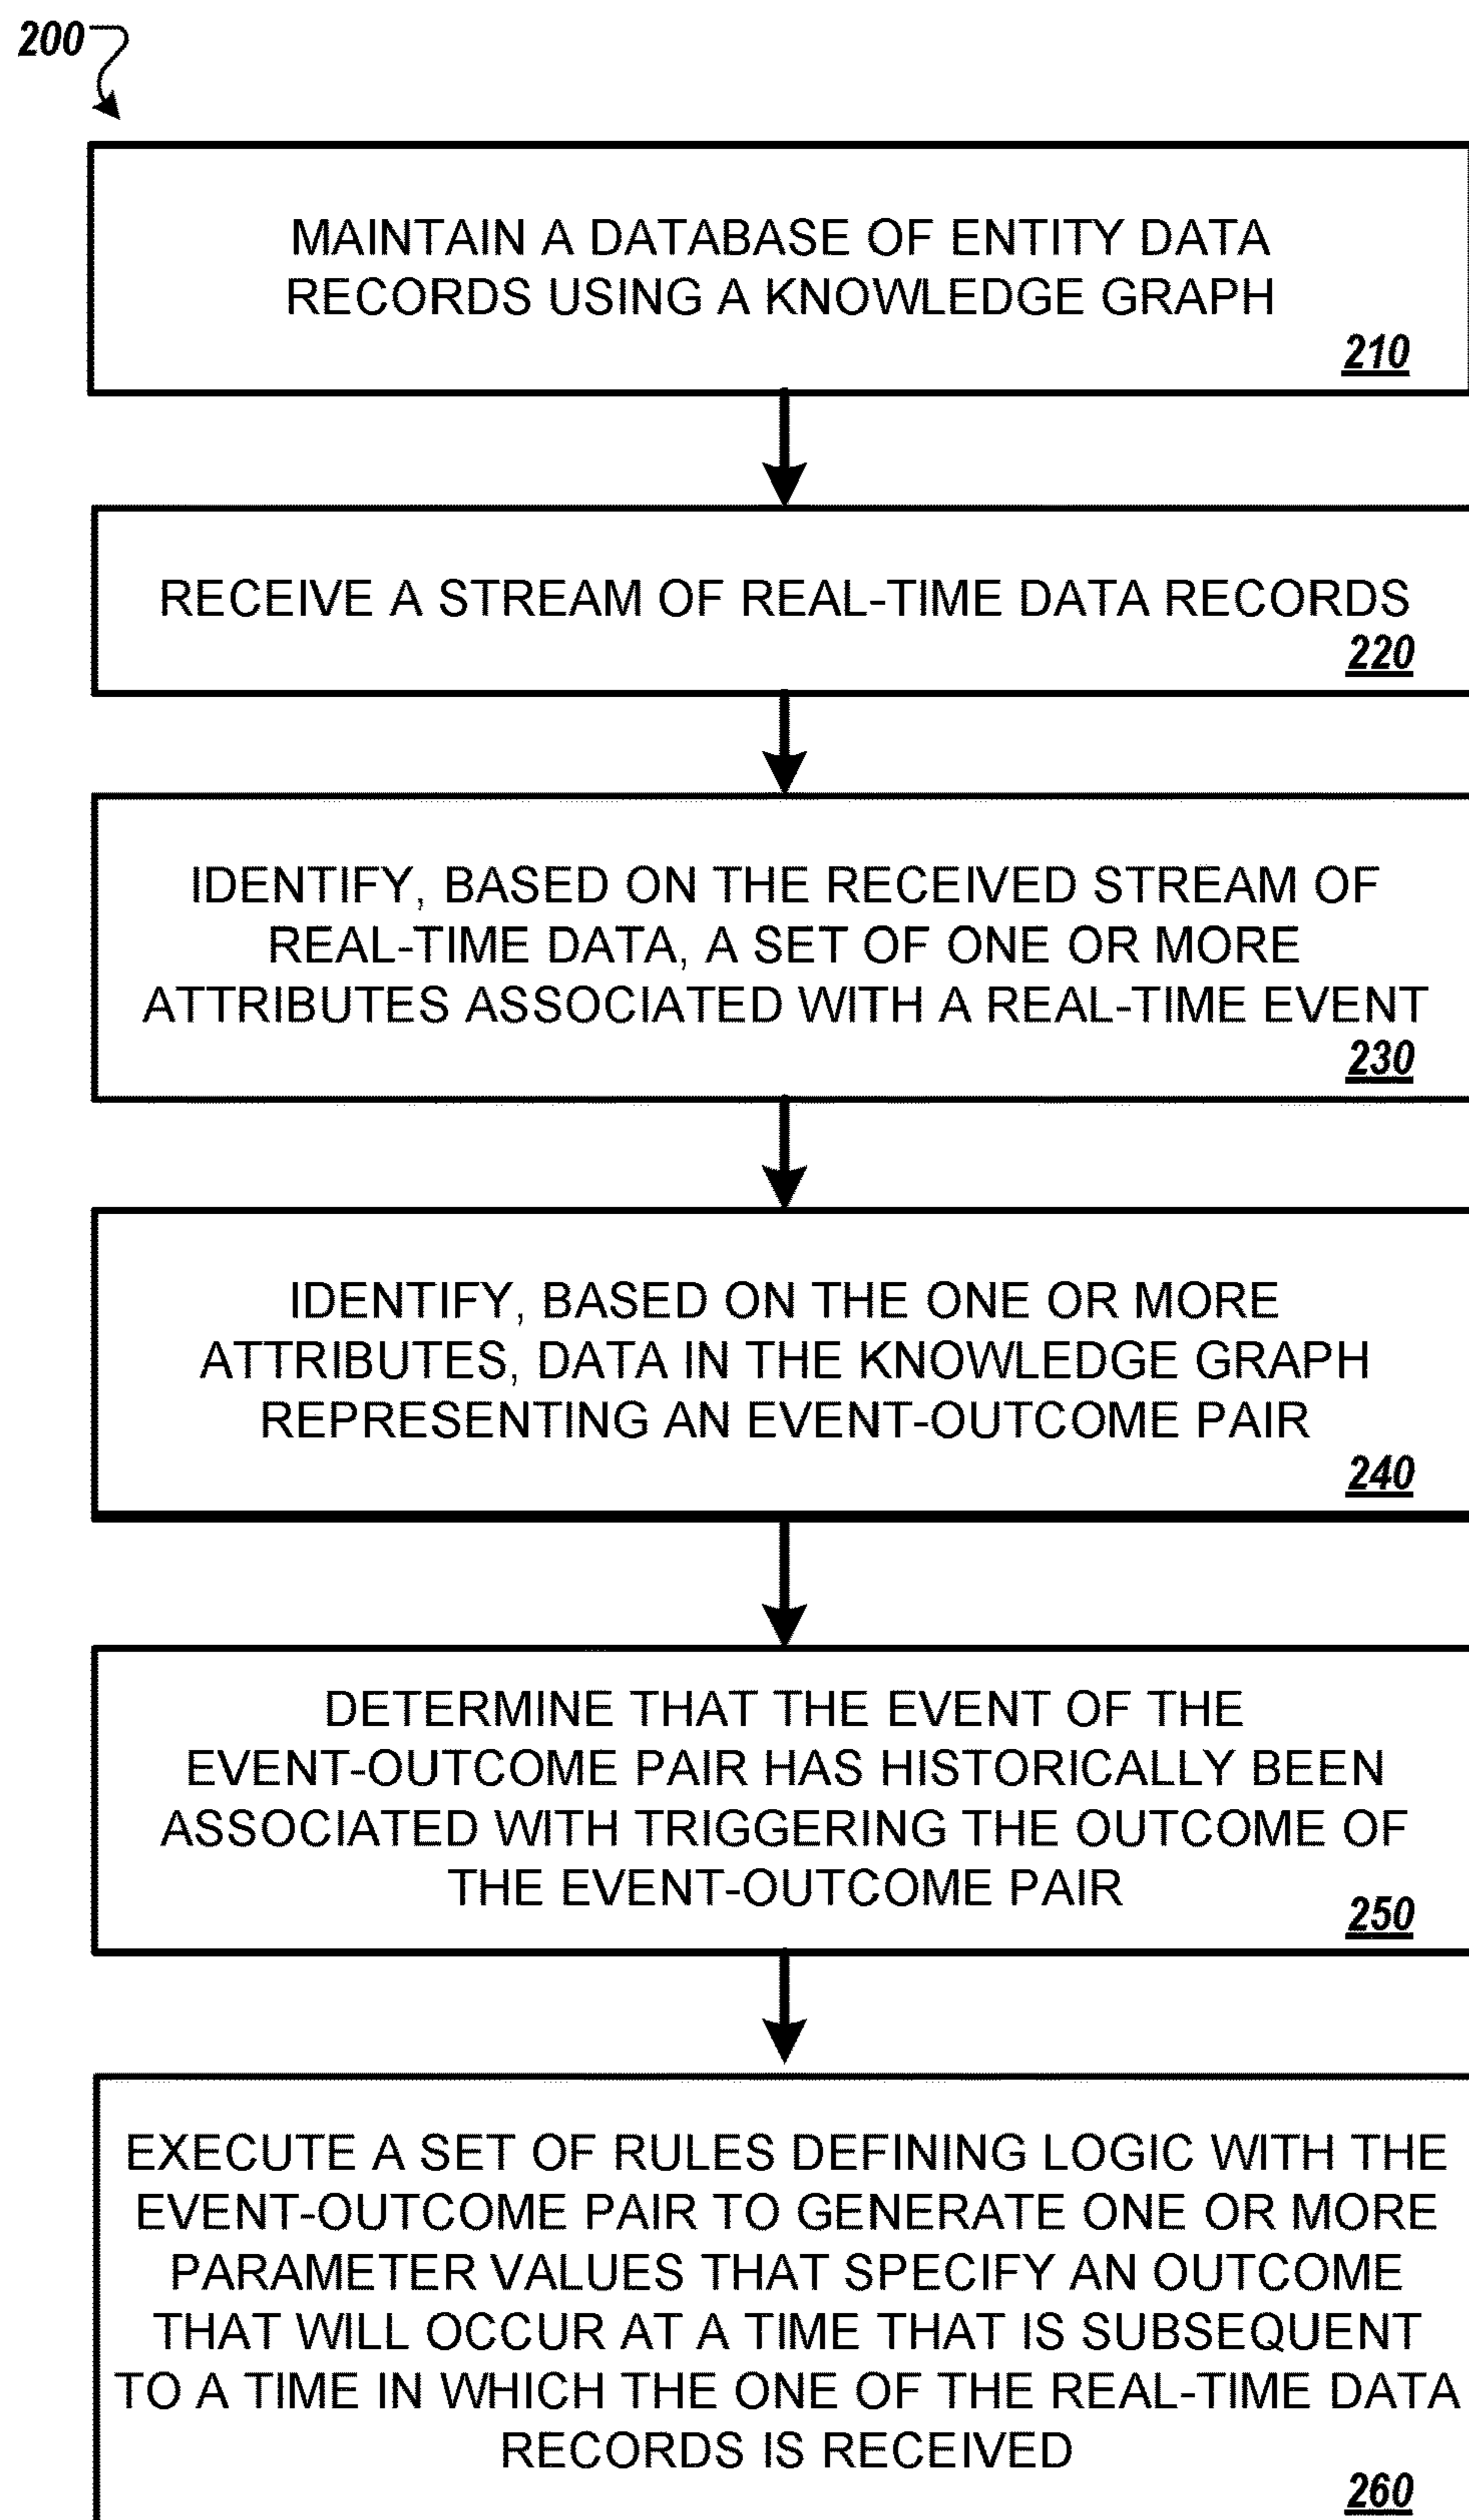 200
MAINTAIN A DATABASE OF ENTITY DATA
RECORDS USING A KNOWLEDGE GRAPH
210
RECEIVE A STREAM OF REAL-TIME DATA RECORDS
220
IDENTIFY, BASED ON THE RECEIVED STREAM OF
REAL-TIME DATA, A SET OF ONE OR MORE
ATTRIBUTES ASSOCIATED WITH A REAL-TIME EVENT
230
IDENTIFY, BASED ON THE ONE OR MORE
ATTRIBUTES, DATA IN THE KNOWLEDGE GRAPH
REPRESENTING AN EVENT-OUTCOME PAIR
240
DETERMINE THAT THE EVENT OF THE
EVENT-OUTCOME PAIR HAS HISTORICALLY BEEN
ASSOCIATED WITH TRIGGERING THE OUTCOME OF
THE EVENT-OUTCOME PAIR
250
EXECUTE A SET OF RULES DEFINING LOGIC WITH THE
EVENT-OUTCOME PAIR TO GENERATE ONE OR MORE
PARAMETER VALUES THAT SPECIFY AN OUTCOME
THAT WILL OCCUR AT A TIME THAT IS SUBSEQUENT
TO A TIME IN WHICH THE ONE OF THE REAL-TIME DATA
RECORDS IS RECEIVED
260